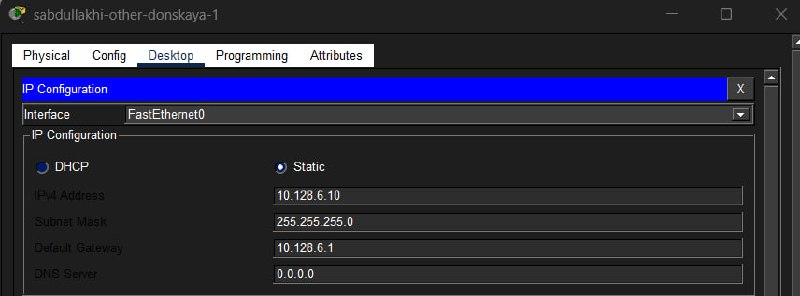 sabdullakhi-other-donskaya-1
Physical Config Desktop Programming Attributes
IP Configuration X
Interface FastEthernet0
IP Configuration
DHCP Static
IPv4 Address 10.128.6.10
Subnet Mask 255.255.255.0
Default Gateway 10.128.6.1
DNS Server 0.0.0.0